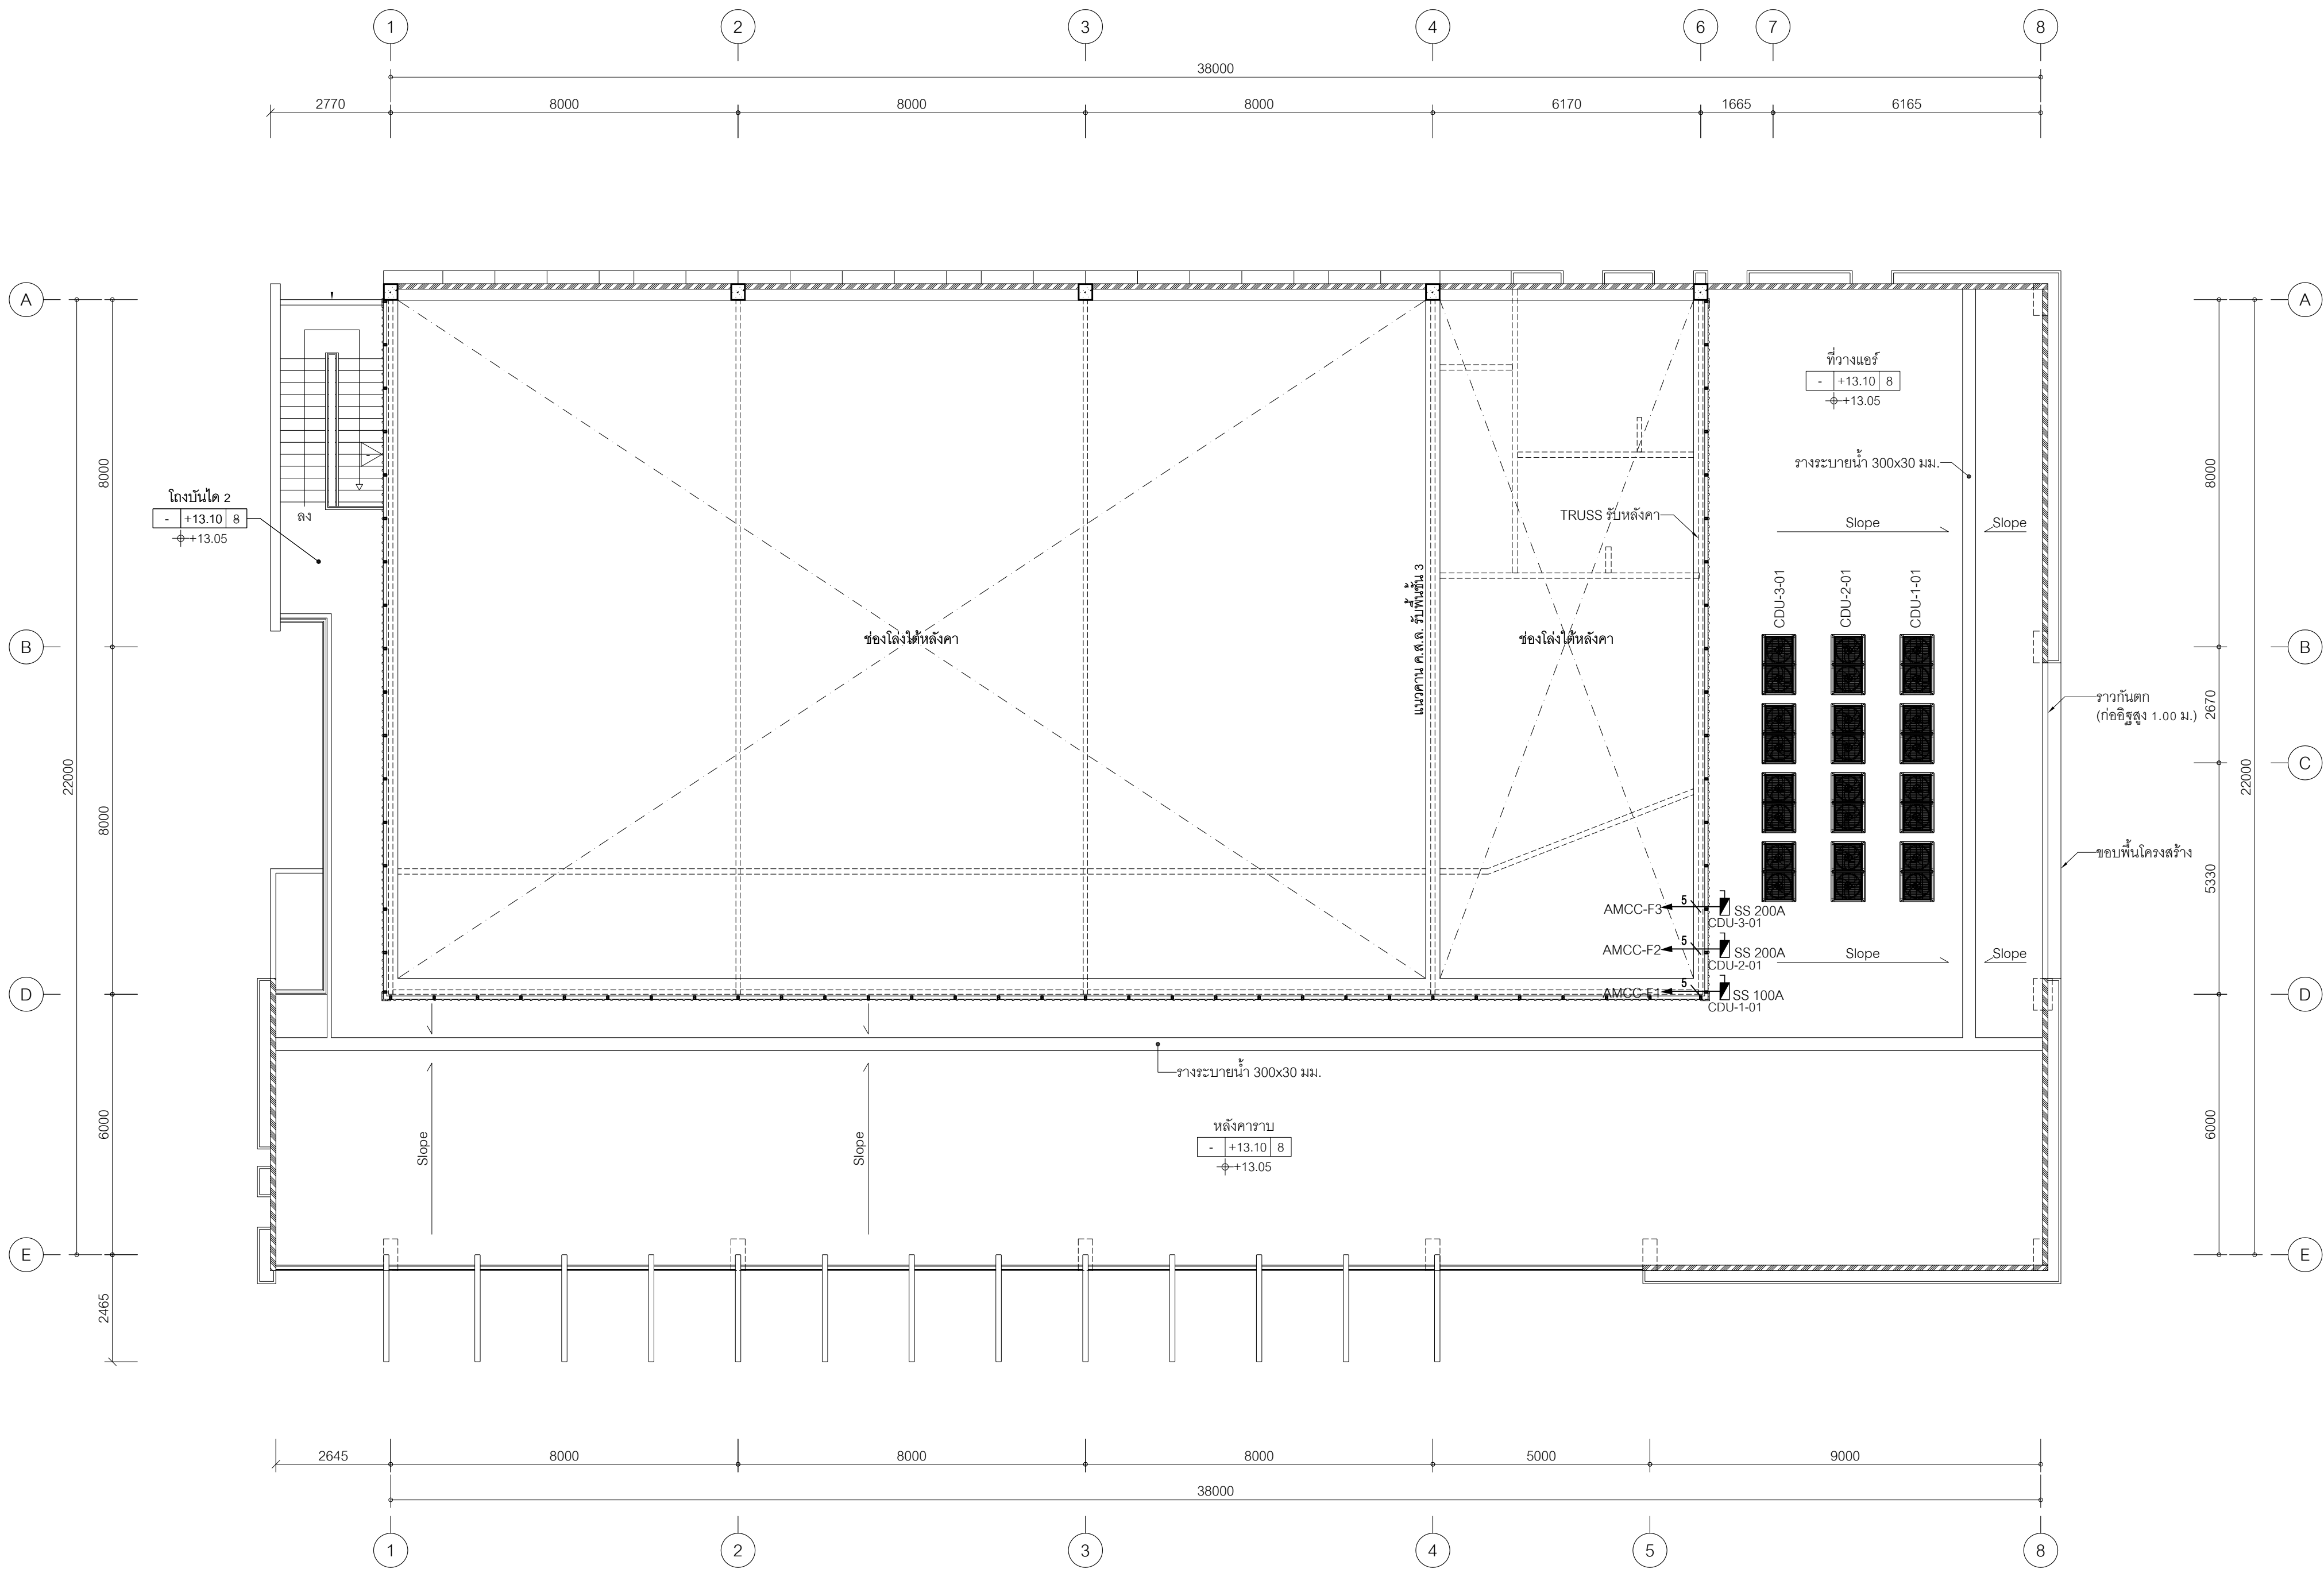 1 2 3 4 6 7 8
38000
2770 8000 8000 8000 6170 1665 6165
A
A
ที่วางแอร์
- +13.10 8
+13.05
8000
8000
รางระบายน้ำ 300x30 มม.
โถงบันได 2
- +13.10 8
+13.05
ลง
TRUSS รับหลังคา
Slope
Slope
CDU-3-01
CDU-2-01
CDU-1-01
แนวคาน ค.ส.ล. รับพื้นชั้น 3
ช่องโล่งใต้หลังคา
ช่องโล่งใต้หลังคา
B
B
ราวกันตก
(ก่ออิฐสูง 1.00 ม.)
2670
22000
C
22000
8000
ขอบพื้นโครงสร้าง
5330
AMCC-F3
5
SS 200A
CDU-3-01
AMCC-F2
5
SS 200A
CDU-2-01
Slope
Slope
AMCC-F1
5
SS 100A
CDU-1-01
D
D
รางระบายน้ำ 300x30 มม.
6000
6000
Slope
Slope
หลังคาราบ
- +13.10 8
+13.05
E
E
2465
2645 8000 8000 8000 5000 9000
38000
1 2 3 4 5 8